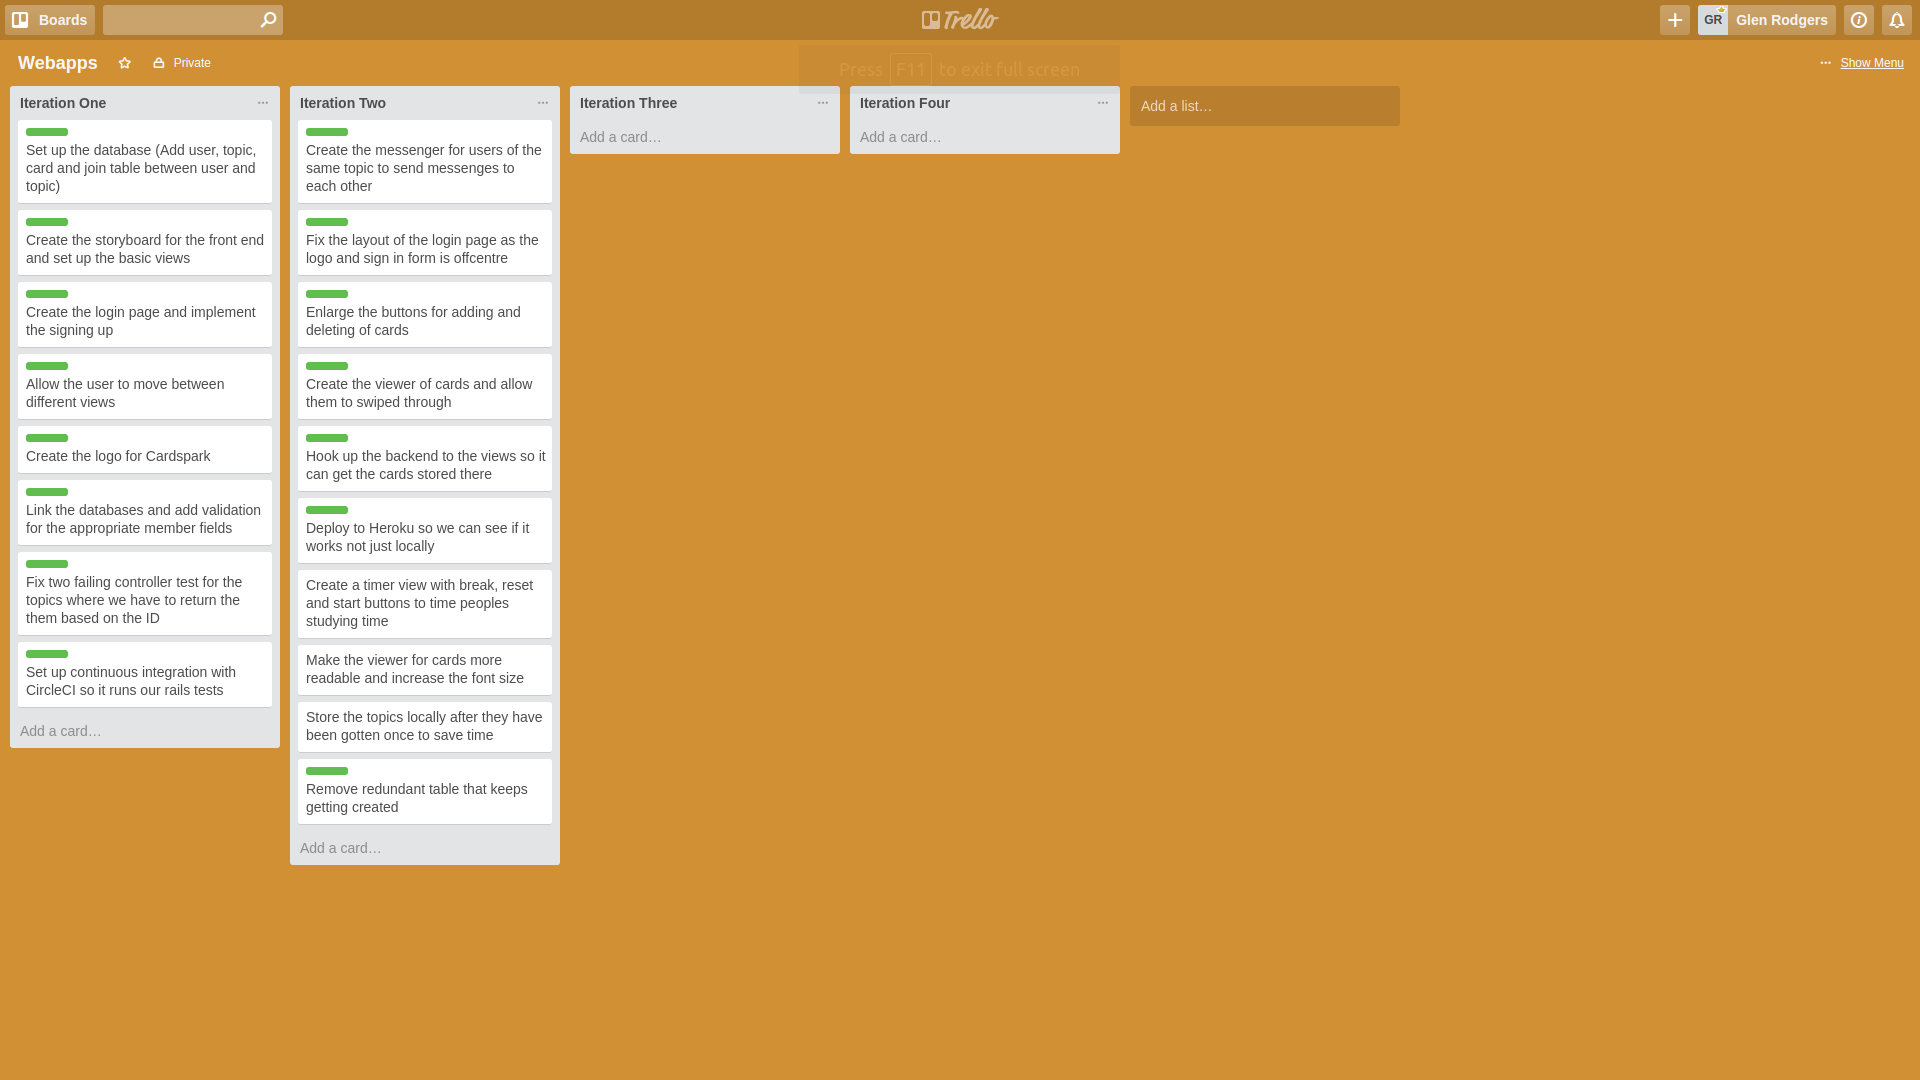 Boards
Trello
GR
Glen Rodgers
Webapps
Private
Press F11 to exit full screen
Show Menu
Iteration One
Set up the database (Add user, topic,
card and join table between user and
topic)
Create the storyboard for the front end
and set up the basic views
Create the login page and implement
the signing up
Allow the user to move between
different views
Create the logo for Cardspark
Link the databases and add validation
for the appropriate member fields
Fix two failing controller test for the
topics where we have to return the
them based on the ID
Set up continuous integration with
CircleCI so it runs our rails tests
Add a card…
Iteration Two
Create the messenger for users of the
same topic to send messenges to
each other
Fix the layout of the login page as the
logo and sign in form is offcentre
Enlarge the buttons for adding and
deleting of cards
Create the viewer of cards and allow
them to swiped through
Hook up the backend to the views so it
can get the cards stored there
Deploy to Heroku so we can see if it
works not just locally
Create a timer view with break, reset
and start buttons to time peoples
studying time
Make the viewer for cards more
readable and increase the font size
Store the topics locally after they have
been gotten once to save time
Remove redundant table that keeps
getting created
Add a card…
Iteration Three
Add a card…
Iteration Four
Add a card…
Add a list…